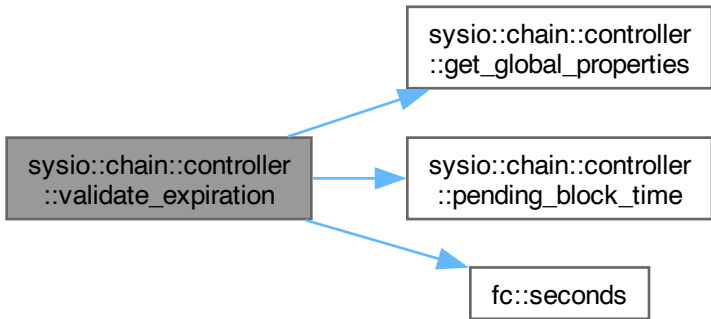 sysio::chain::controller
::validate_expiration
sysio::chain::controller
::get_global_properties
sysio::chain::controller
::pending_block_time
fc::seconds